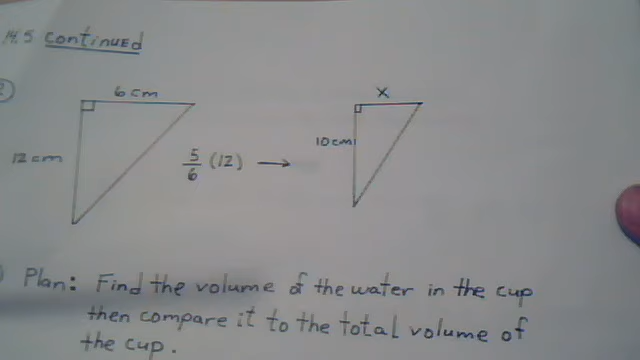 14.5 continued
6 cm
x
12 cm
10 cm
5/6 (12) →
Plan: Find the volume of the water in the cup
then compare it to the total volume of
the cup.